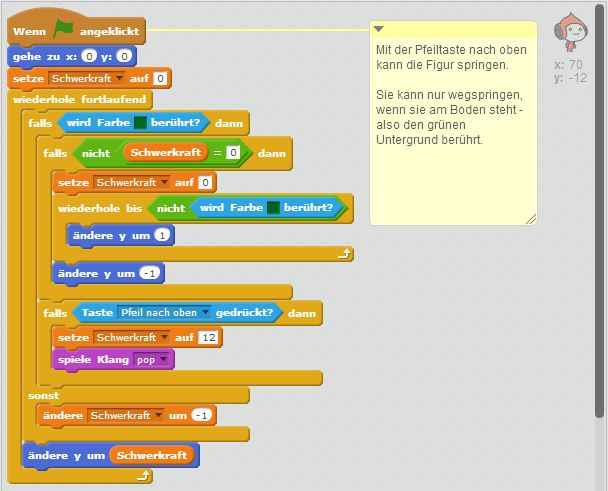 Wenn angeklickt
gehe zu x: 0 y: 0
setze Schwerkraft auf 0
wiederhole fortlaufend
falls wird Farbe berührt? dann
falls nicht Schwerkraft = 0 dann
setze Schwerkraft auf 0
wiederhole bis nicht wird Farbe berührt?
ändere y um 1
ändere y um -1
falls Taste Pfeil nach oben gedrückt? dann
setze Schwerkraft auf 12
spiele Klang pop
sonst
ändere Schwerkraft um -1
ändere y um Schwerkraft
Mit der Pfeiltaste nach oben
kann die Figur springen.
Sie kann nur wegspringen,
wenn sie am Boden steht -
also den grünen
Untergrund berührt.
x: 70
y: -12